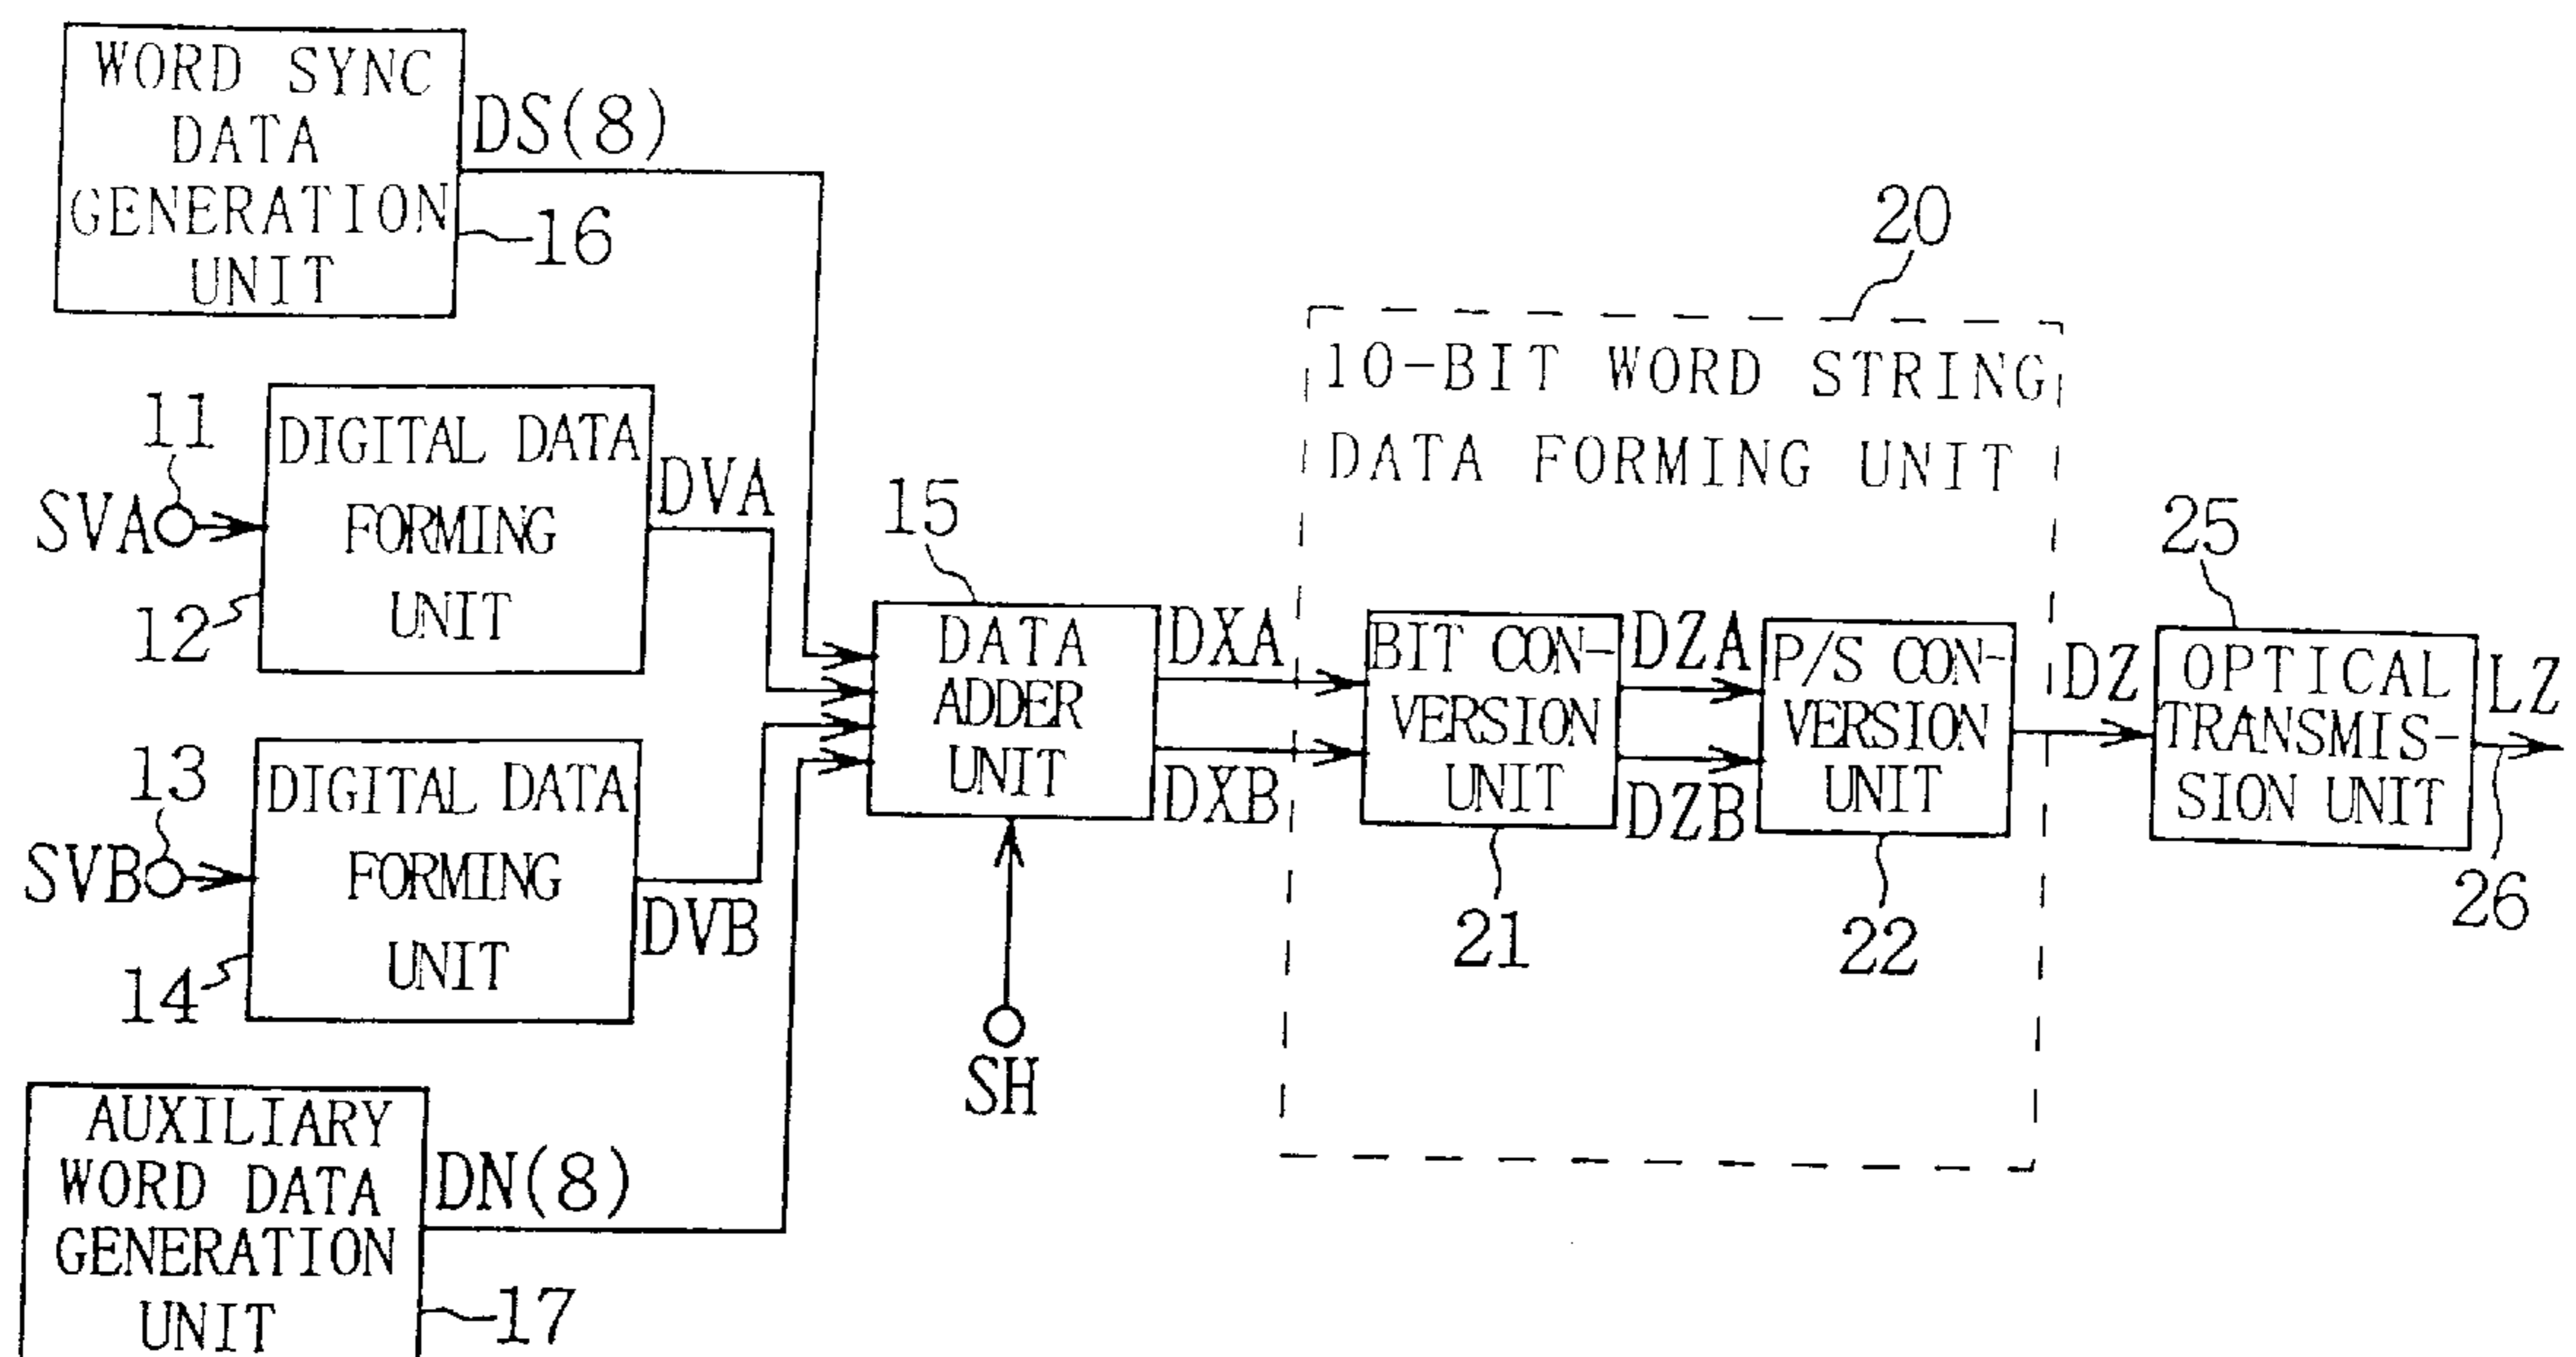 WORD SYNC
DATA
GENERATION
UNIT
DS(8)
16
11
SVA
DIGITAL DATA
FORMING
UNIT
12
DVA
13
SVB
DIGITAL DATA
FORMING
UNIT
14
DVB
AUXILIARY
WORD DATA
GENERATION
UNIT
DN(8)
17
15
DATA
ADDER
UNIT
SH
DXA
DXB
20
10-BIT WORD STRING
DATA FORMING UNIT
BIT CON-
VERSION
UNIT
21
DZA
DZB
P/S CON-
VERSION
UNIT
22
DZ
25
OPTICAL
TRANSMIS-
SION UNIT
LZ
26